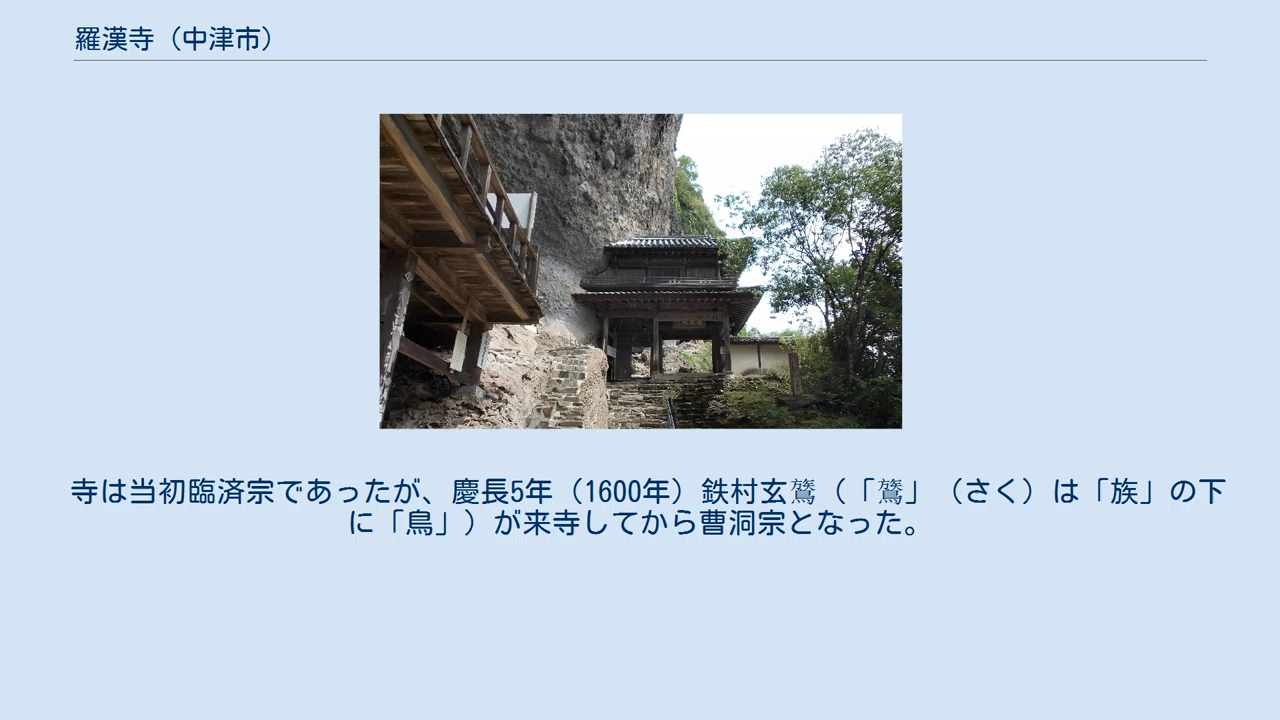 羅漢寺（中津市）
寺は当初臨済宗であったが、慶長5年（1600年）鉄村玄鷟（「鷟」（さく）は「族」の下
に「鳥」）が来寺してから曹洞宗となった。